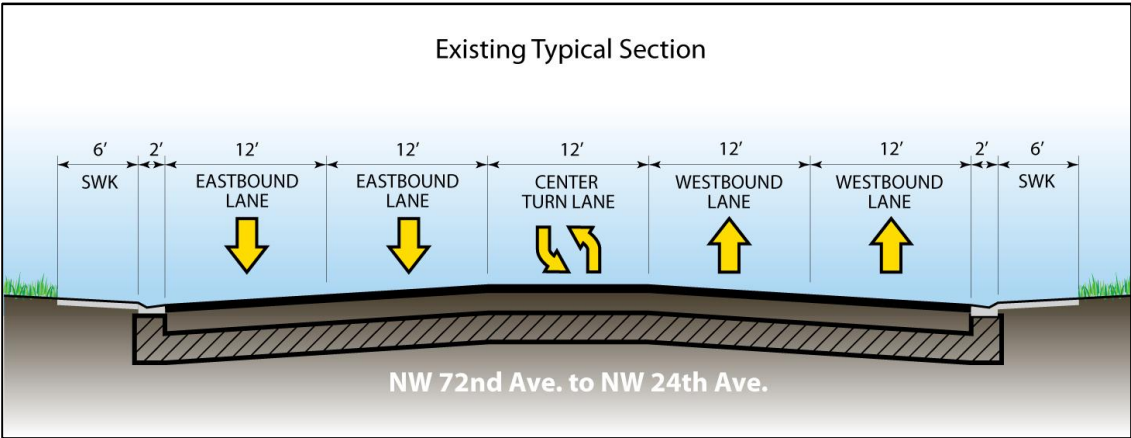 Existing Typical Section
6’ 2’ 12’ 12’ 12’ 12’ 12’ 2’ 6’
SWK
EASTBOUND
LANE
EASTBOUND
LANE
CENTER
TURN LANE
WESTBOUND
LANE
WESTBOUND
LANE
SWK
NW 72nd Ave. to NW 24th Ave.